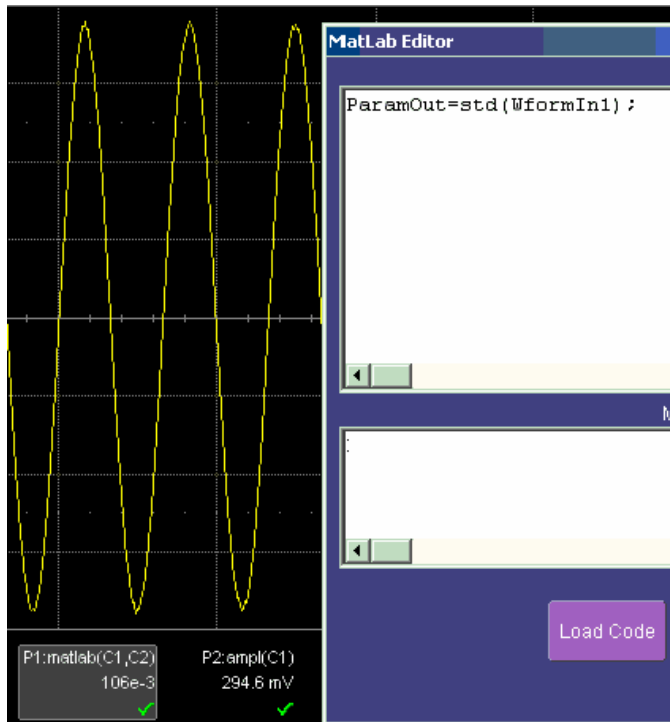 MatLab Editor
ParamOut=std(WformIn1);
Load Code
P1:matlab(C1,C2)
106e-3
P2:ampl(C1)
294.6 mV